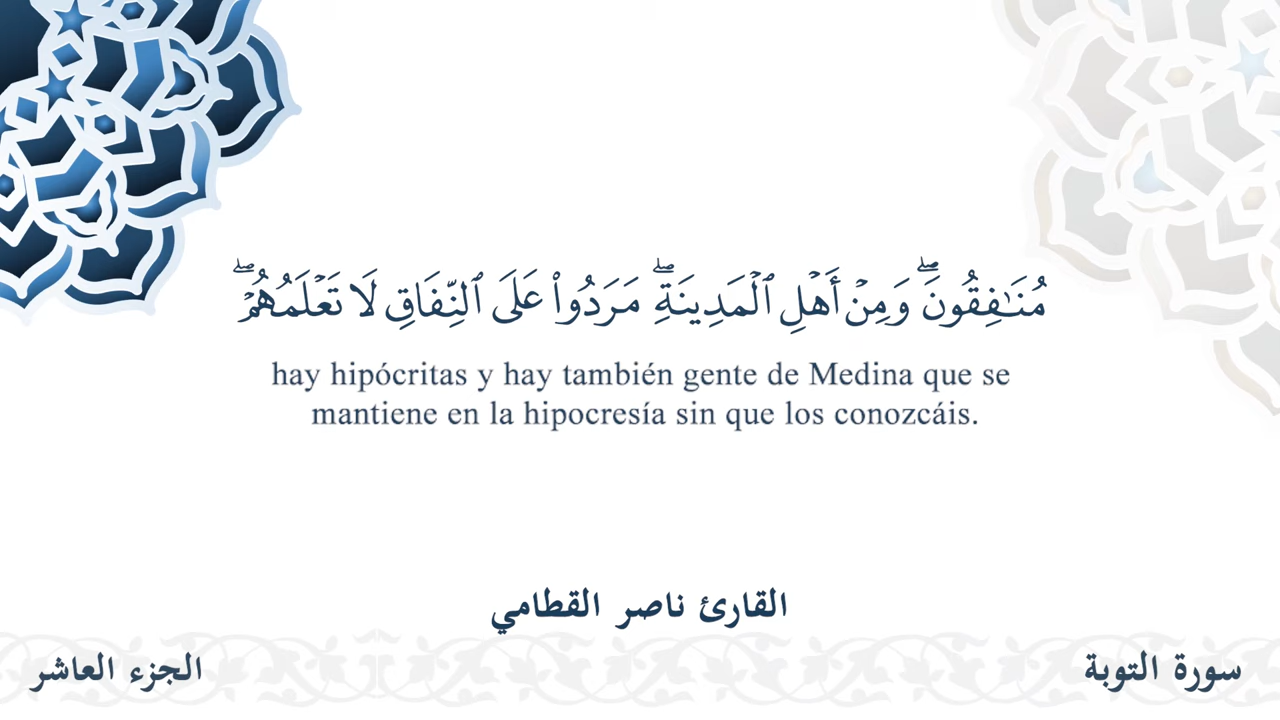 مُنَـٰفِقُونَۖ وَمِنْ أَهْلِ ٱلْمَدِينَةِۖ مَرَدُوا۟ عَلَى ٱلنِّفَاقِ لَا تَعْلَمُهُمْۖ
hay hipócritas y hay también gente de Medina que se
mantiene en la hipocresía sin que los conozcáis.
القارئ ناصر القطامي
سورة التوبة
الجزء العاشر